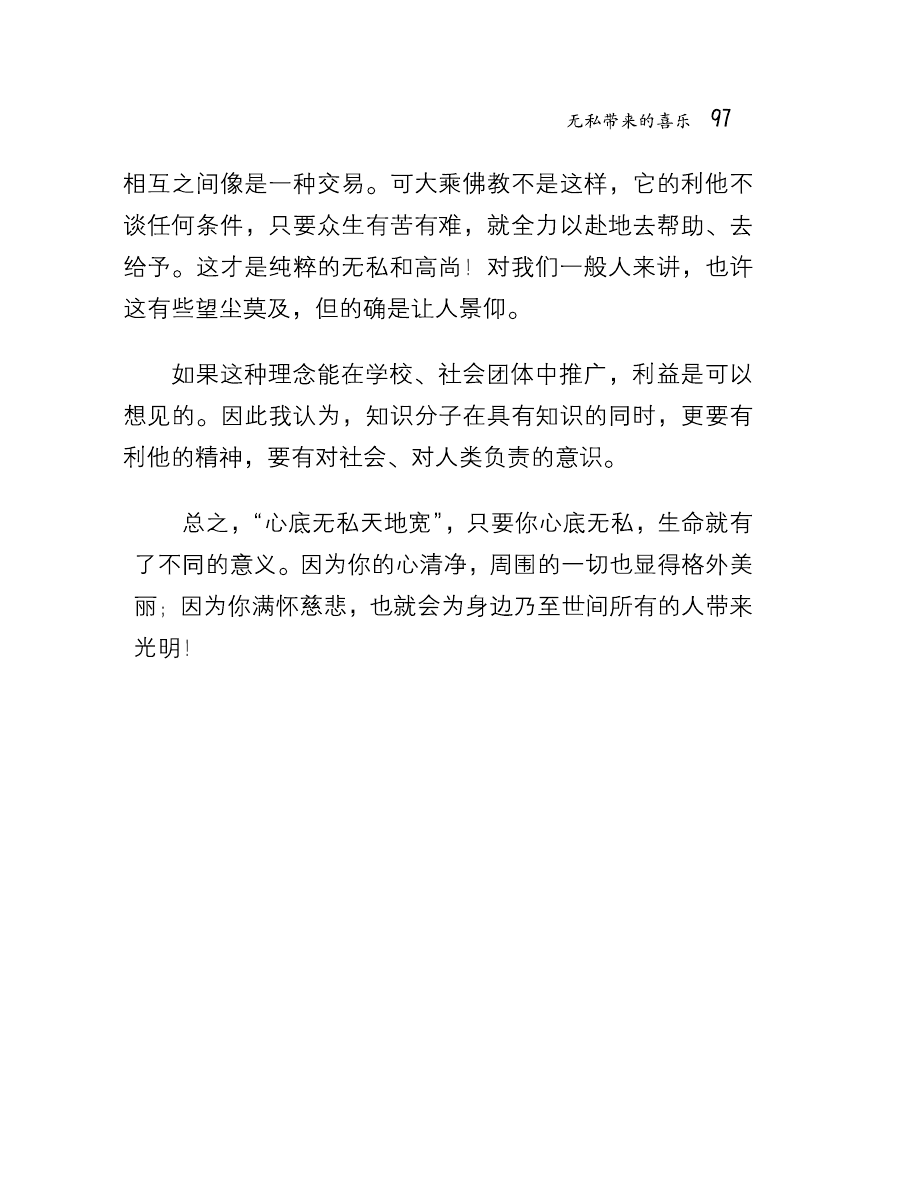 无私带来的喜乐 97
相互之间像是一种交易。可大乘佛教不是这样，它的利他不
谈任何条件，只要众生有苦有难，就全力以赴地去帮助、去
给予。这才是纯粹的无私和高尚！对我们一般人来讲，也许
这有些望尘莫及，但的确是让人景仰。
如果这种理念能在学校、社会团体中推广，利益是可以
想见的。因此我认为，知识分子在具有知识的同时，更要有
利他的精神，要有对社会、对人类负责的意识。
总之，“心底无私天地宽”，只要你心底无私，生命就有
了不同的意义。因为你的心清净，周围的一切也显得格外美
丽；因为你满怀慈悲，也就会为身边乃至世间所有的人带来
光明！